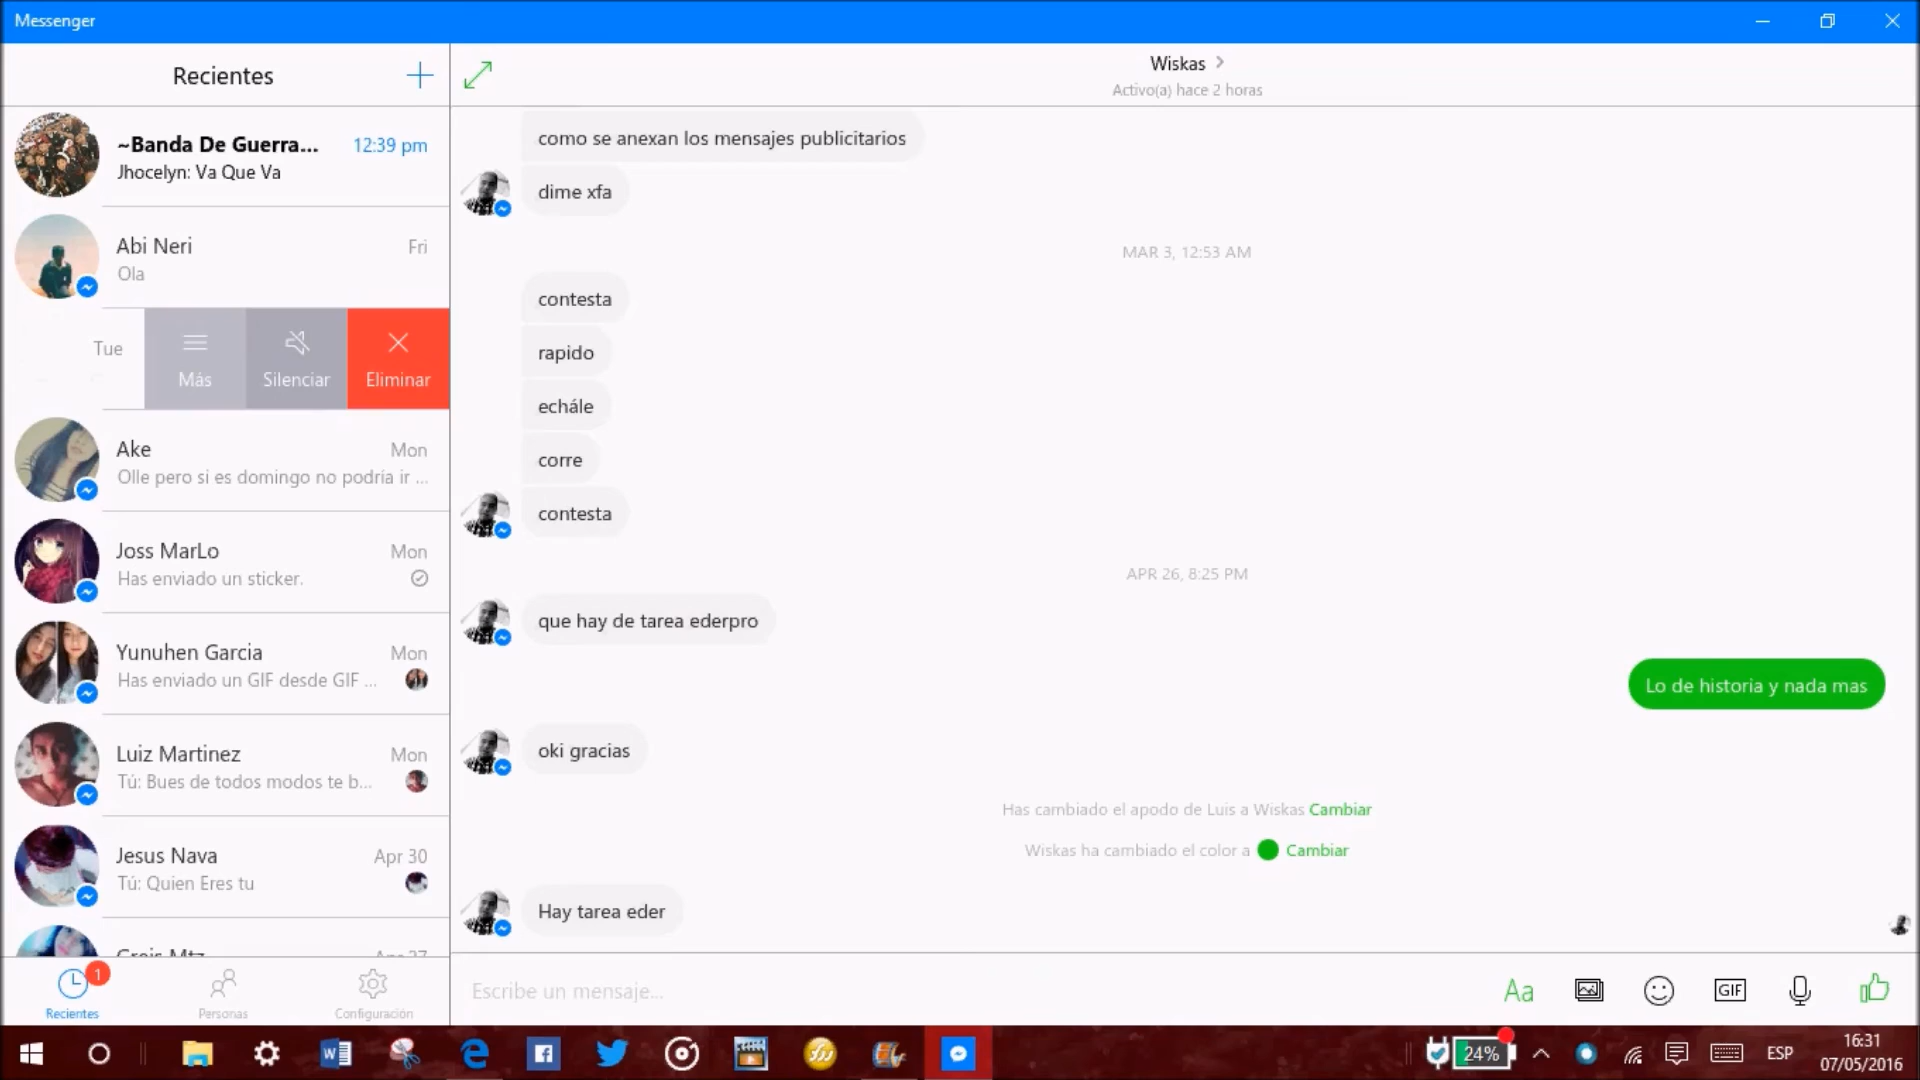 Messenger
Recientes
~Banda De Guerra...
12:39 pm
Jhocelyn: Va Que Va
Abi Neri
Fri
Ola
Tue
Más
Silenciar
Eliminar
Ake
Mon
Olle pero si es domingo no podria ir ...
Joss MarLo
Mon
Has enviado un sticker.
Yunuhen Garcia
Mon
Has enviado un GIF desde GIF ...
Luiz Martinez
Mon
Tú: Bues de todos modos te b...
Jesus Nava
Apr 30
Tú: Quien Eres tu
Apr 27
1
Recientes
Personas
Configuración
Wiskas
Activo(a) hace 2 horas
como se anexan los mensajes publicitarios
dime xfa
MAR 3, 12:53 AM
contesta
rapido
echále
corre
contesta
APR 26, 8:25 PM
que hay de tarea ederpro
Lo de historia y nada mas
oki gracias
Has cambiado el apodo de Luis a Wiskas Cambiar
Wiskas ha cambiado el color a Cambiar
Hay tarea eder
Escribe un mensaje...
Aa
GIF
24%
ESP
16:31
07/05/2016